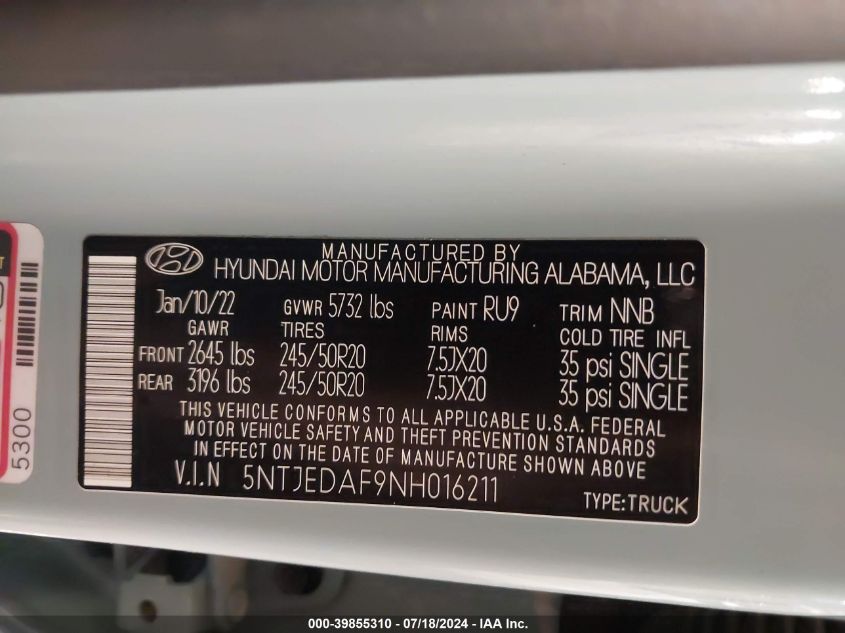 MANUFACTURED BY
HYUNDAI MOTOR MANUFACTURING ALABAMA, LLC
Jan/10/22 GVWR 5732 lbs PAINT RU9 TRIM NNB
GAWR TIRES RIMS COLD TIRE INFL
FRONT 2645 lbs 245/50R20 7.5JX20 35 psi SINGLE
REAR 3196 lbs 245/50R20 7.5JX20 35 psi SINGLE
THIS VEHICLE CONFORMS TO ALL APPLICABLE U.S.A. FEDERAL
MOTOR VEHICLE SAFETY AND THEFT PREVENTION STANDARDS
IN EFFECT ON THE DATE OF MANUFACTURE SHOWN ABOVE
V.I.N 5NTJEDAF9NH016211
TYPE:TRUCK
5300
000-39855310 - 07/18/2024 - IAA Inc.